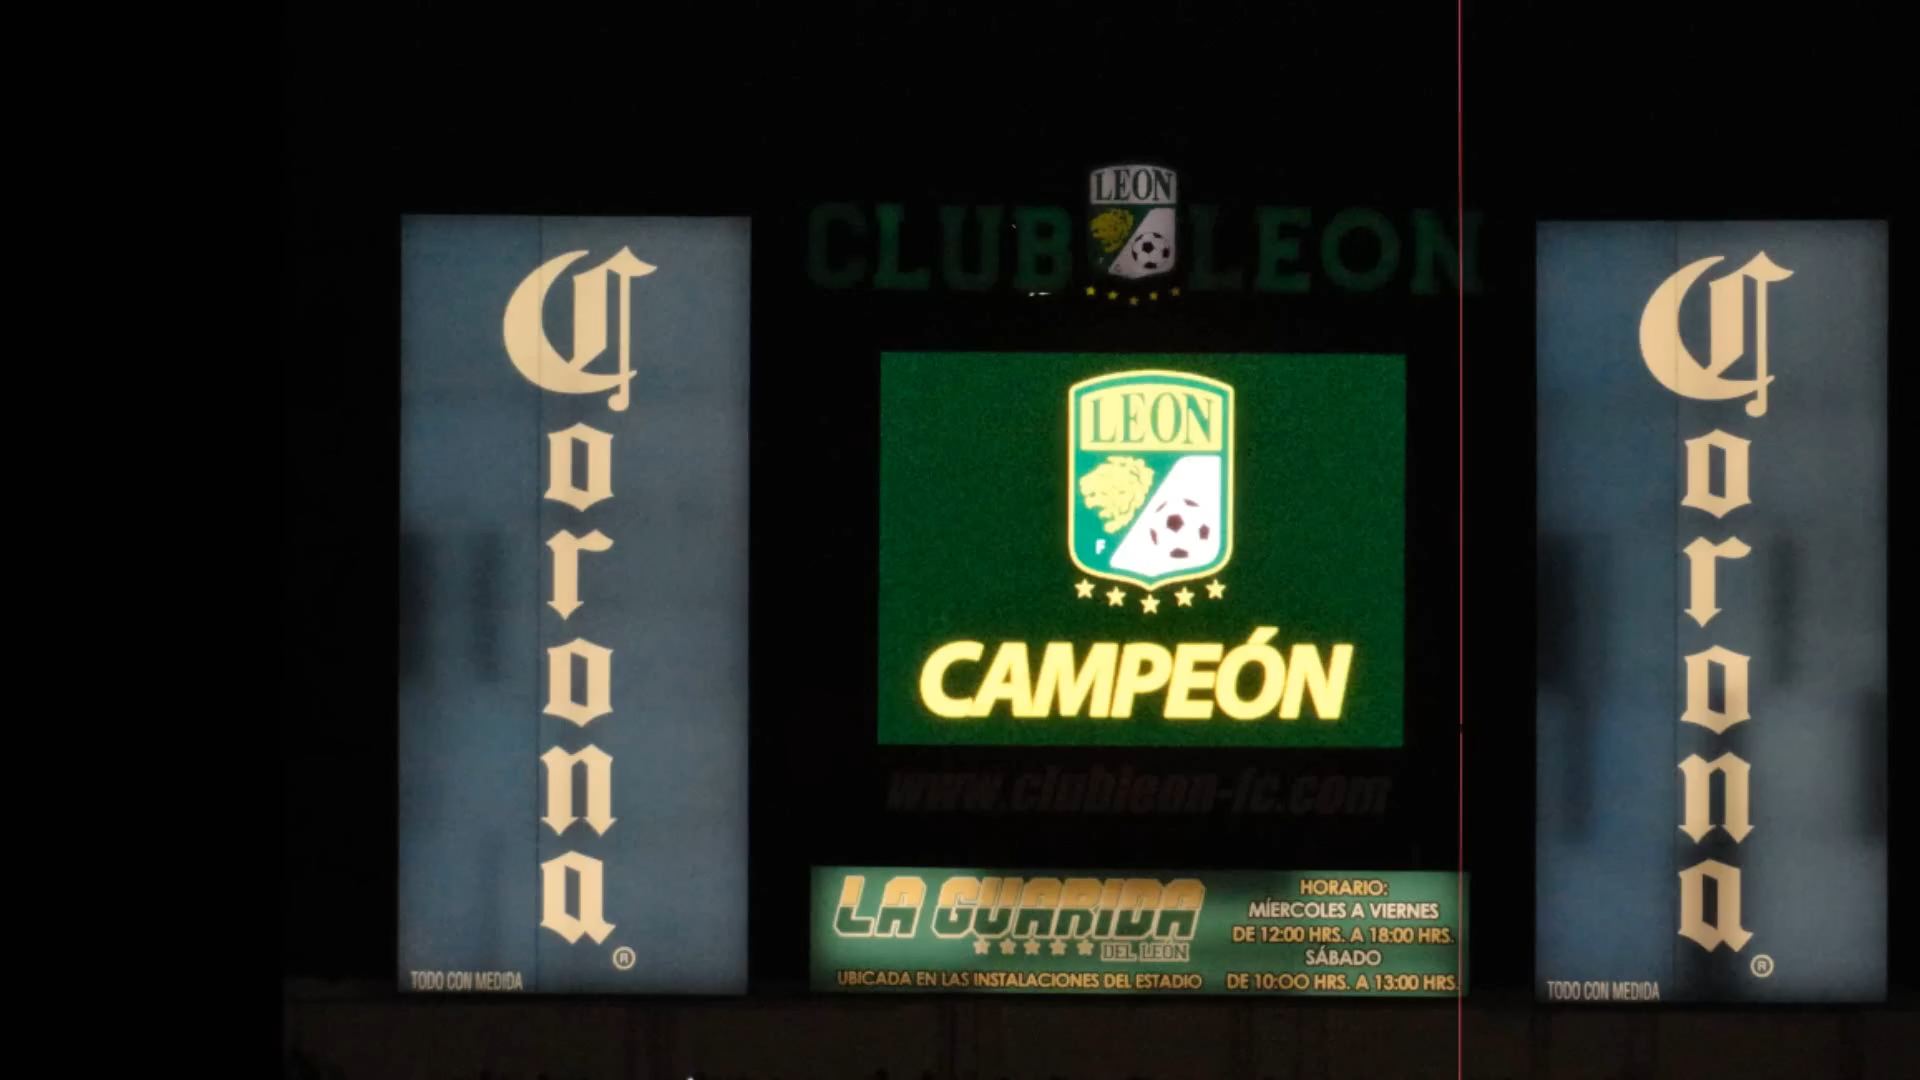 Corona®
TODO CON MEDIDA
LEON
CLUB LEON
LEON
F
CAMPEÓN
www.clubleon-fc.com
LA GUARIDA
DEL LEÓN
UBICADA EN LAS INSTALACIONES DEL ESTADIO
HORARIO:
MÍERCOLES A VIERNES
DE 12:00 HRS. A 18:00 HRS.
SÁBADO
DE 10:00 HRS. A 13:00 HRS.
Corona®
TODO CON MEDIDA